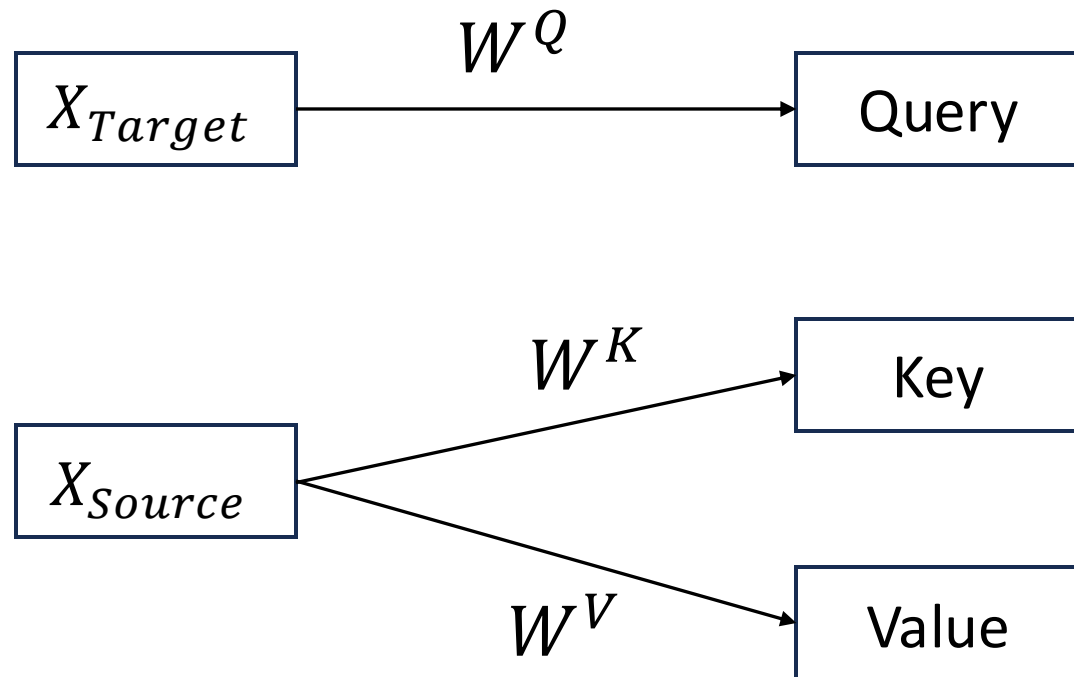 W^Q
X_Target
Query
W^K
Key
X_Source
W^V
Value